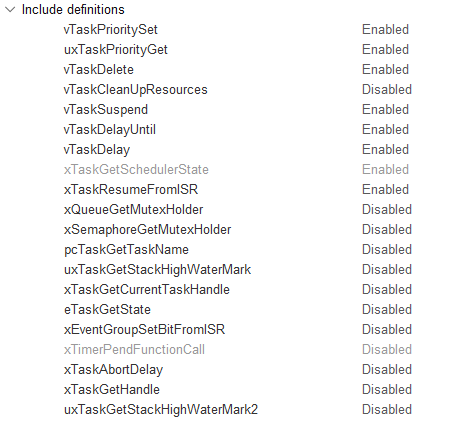 Include definitions
vTaskPrioritySet Enabled
uxTaskPriorityGet Enabled
vTaskDelete Enabled
vTaskCleanUpResources Disabled
vTaskSuspend Enabled
vTaskDelayUntil Enabled
vTaskDelay Enabled
xTaskGetSchedulerState Enabled
xTaskResumeFromISR Enabled
xQueueGetMutexHolder Disabled
xSemaphoreGetMutexHolder Disabled
pcTaskGetTaskName Disabled
uxTaskGetStackHighWaterMark Disabled
xTaskGetCurrentTaskHandle Disabled
eTaskGetState Disabled
xEventGroupSetBitFromISR Disabled
xTimerPendFunctionCall Disabled
xTaskAbortDelay Disabled
xTaskGetHandle Disabled
uxTaskGetStackHighWaterMark2 Disabled